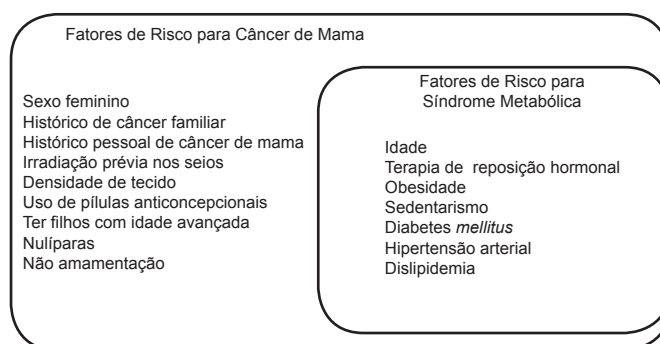 Fatores de Risco para Câncer de Mama
Sexo feminino
Histórico de câncer familiar
Histórico pessoal de câncer de mama
Irradiação prévia nos seios
Densidade de tecido
Uso de pílulas anticoncepcionais
Ter filhos com idade avançada
Nulíparas
Não amamentação
Fatores de Risco para
Síndrome Metabólica
Idade
Terapia de reposição hormonal
Obesidade
Sedentarismo
Diabetes mellitus
Hipertensão arterial
Dislipidemia